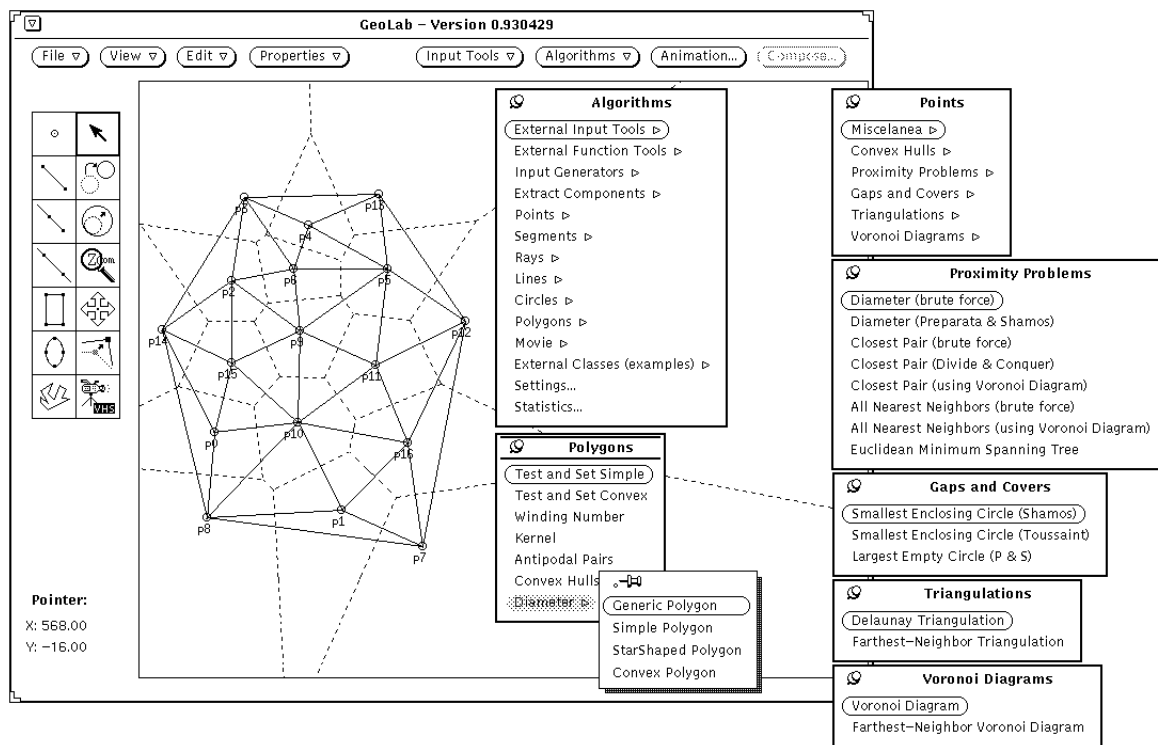 GeoLab – Version 0.930429
File View Edit Properties Input Tools Algorithms Animation... Compose...
Zoom
VHS
Pointer:
X: 568.00
Y: −16.00
p13
p4
p6
p5
p2
p14
p9
p12
p15
p11
p0
p10
p16
p8
p1
p7
Algorithms
External Input Tools
External Function Tools
Input Generators
Extract Components
Points
Segments
Rays
Lines
Circles
Polygons
Movie
External Classes (examples)
Settings...
Statistics...
Polygons
Test and Set Simple
Test and Set Convex
Winding Number
Kernel
Antipodal Pairs
Convex Hulls
Diameter
Generic Polygon
Simple Polygon
StarShaped Polygon
Convex Polygon
Points
Miscelanea
Convex Hulls
Proximity Problems
Gaps and Covers
Triangulations
Voronoi Diagrams
Proximity Problems
Diameter (brute force)
Diameter (Preparata & Shamos)
Closest Pair (brute force)
Closest Pair (Divide & Conquer)
Closest Pair (using Voronoi Diagram)
All Nearest Neighbors (brute force)
All Nearest Neighbors (using Voronoi Diagram)
Euclidean Minimum Spanning Tree
Gaps and Covers
Smallest Enclosing Circle (Shamos)
Smallest Enclosing Circle (Toussaint)
Largest Empty Circle (P & S)
Triangulations
Delaunay Triangulation
Farthest−Neighbor Triangulation
Voronoi Diagrams
Voronoi Diagram
Farthest−Neighbor Voronoi Diagram